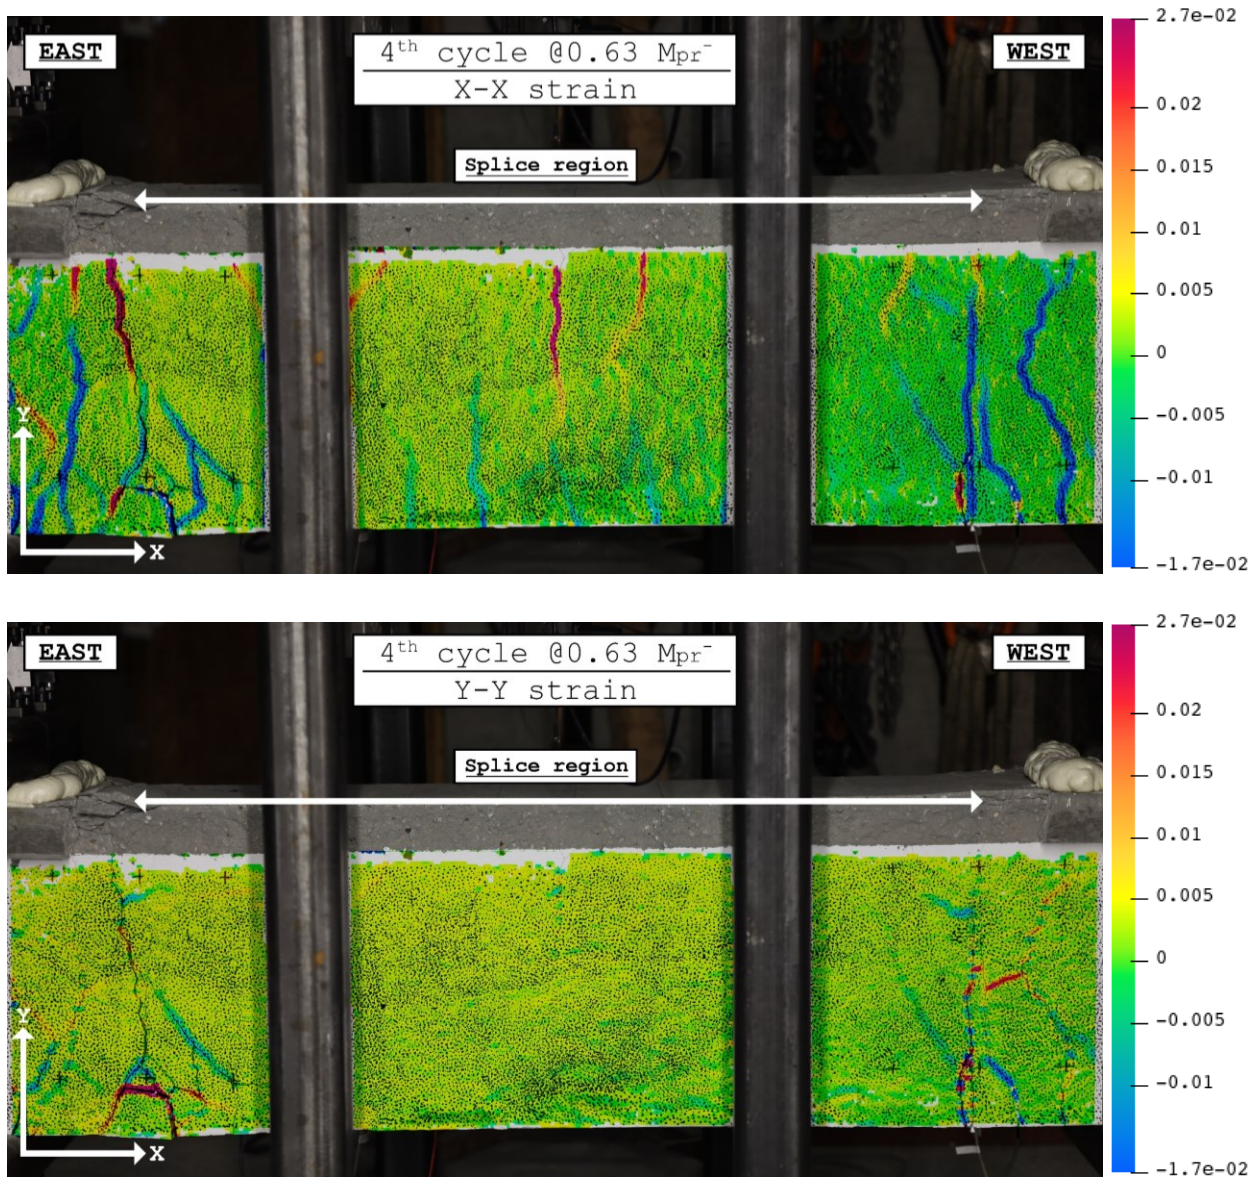 EAST
4th cycle @0.63 Mpr-
X-X strain
WEST
Splice region
Y
X
2.7e-02
0.02
0.015
0.01
0.005
0
-0.005
-0.01
-1.7e-02
EAST
4th cycle @0.63 Mpr-
Y-Y strain
WEST
Splice region
Y
X
2.7e-02
0.02
0.015
0.01
0.005
0
-0.005
-0.01
-1.7e-02